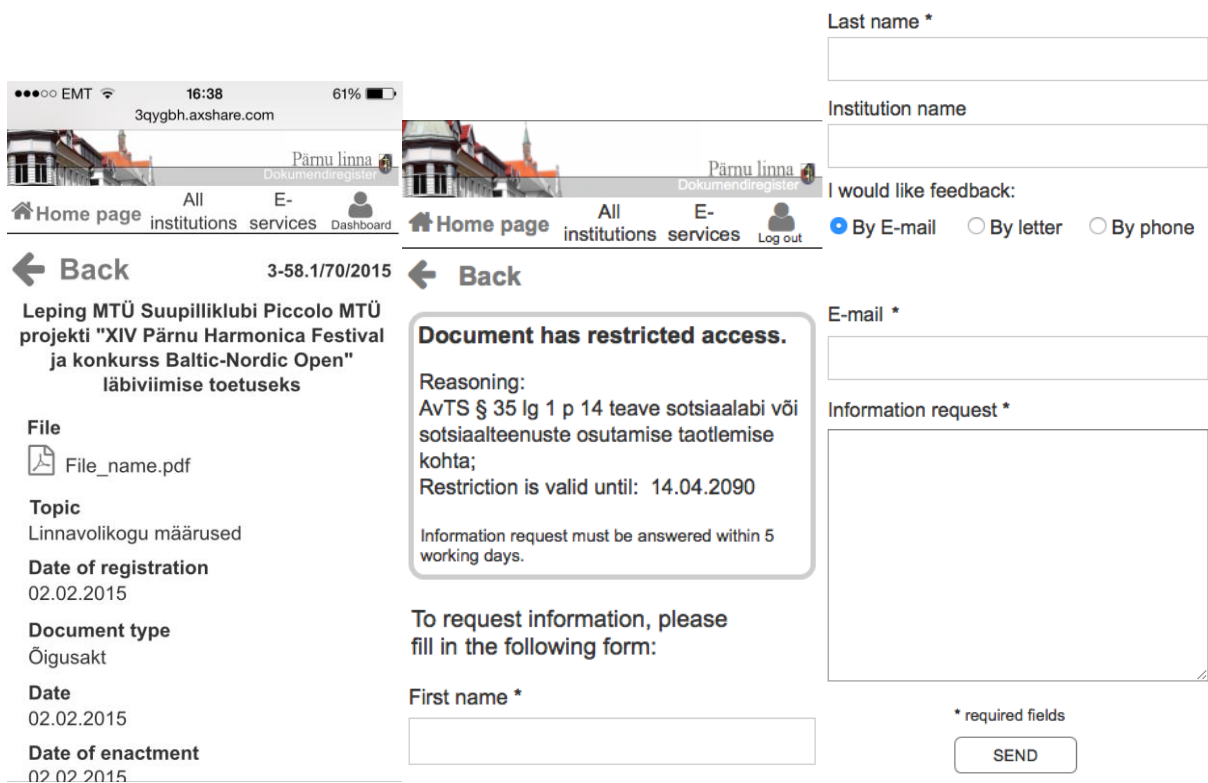 EMT 16:38 61%
3qygbh.axshare.com
Pärnu linna
Dokumendiregister
Home page
All
institutions
E-
services
Dashboard
Back
3-58.1/70/2015
Leping MTÜ Suupilliklubi Piccolo MTÜ
projekti "XIV Pärnu Harmonica Festival
ja konkurss Baltic-Nordic Open"
läbiviimise toetuseks
File
File_name.pdf
Topic
Linnavolikogu määrused
Date of registration
02.02.2015
Document type
Õigusakt
Date
02.02.2015
Date of enactment
02.02.2015
Pärnu linna
Dokumendiregister
Home page
All
institutions
E-
services
Log out
Back
Document has restricted access.
Reasoning:
AvTS § 35 lg 1 p 14 teave sotsiaalabi või
sotsiaalteenuste osutamise taotlemise
kohta;
Restriction is valid until: 14.04.2090
Information request must be answered within 5
working days.
To request information, please
fill in the following form:
First name *
Last name *
Institution name
I would like feedback:
By E-mail By letter By phone
E-mail *
Information request *
* required fields
SEND